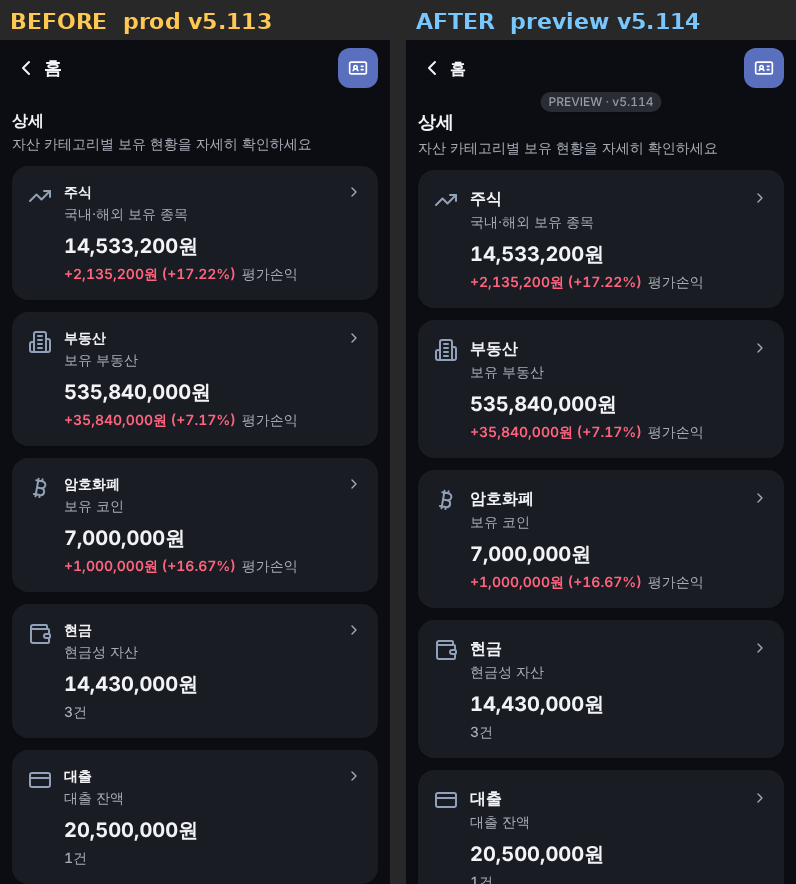 BEFORE prod v5.113
홈
상세
자산 카테고리별 보유 현황을 자세히 확인하세요
주식
국내·해외 보유 종목
14,533,200원
+2,135,200원 (+17.22%) 평가손익
부동산
보유 부동산
535,840,000원
+35,840,000원 (+7.17%) 평가손익
암호화폐
보유 코인
7,000,000원
+1,000,000원 (+16.67%) 평가손익
현금
현금성 자산
14,430,000원
3건
대출
대출 잔액
20,500,000원
1건
AFTER preview v5.114
홈
PREVIEW · v5.114
상세
자산 카테고리별 보유 현황을 자세히 확인하세요
주식
국내·해외 보유 종목
14,533,200원
+2,135,200원 (+17.22%) 평가손익
부동산
보유 부동산
535,840,000원
+35,840,000원 (+7.17%) 평가손익
암호화폐
보유 코인
7,000,000원
+1,000,000원 (+16.67%) 평가손익
현금
현금성 자산
14,430,000원
3건
대출
대출 잔액
20,500,000원
1건